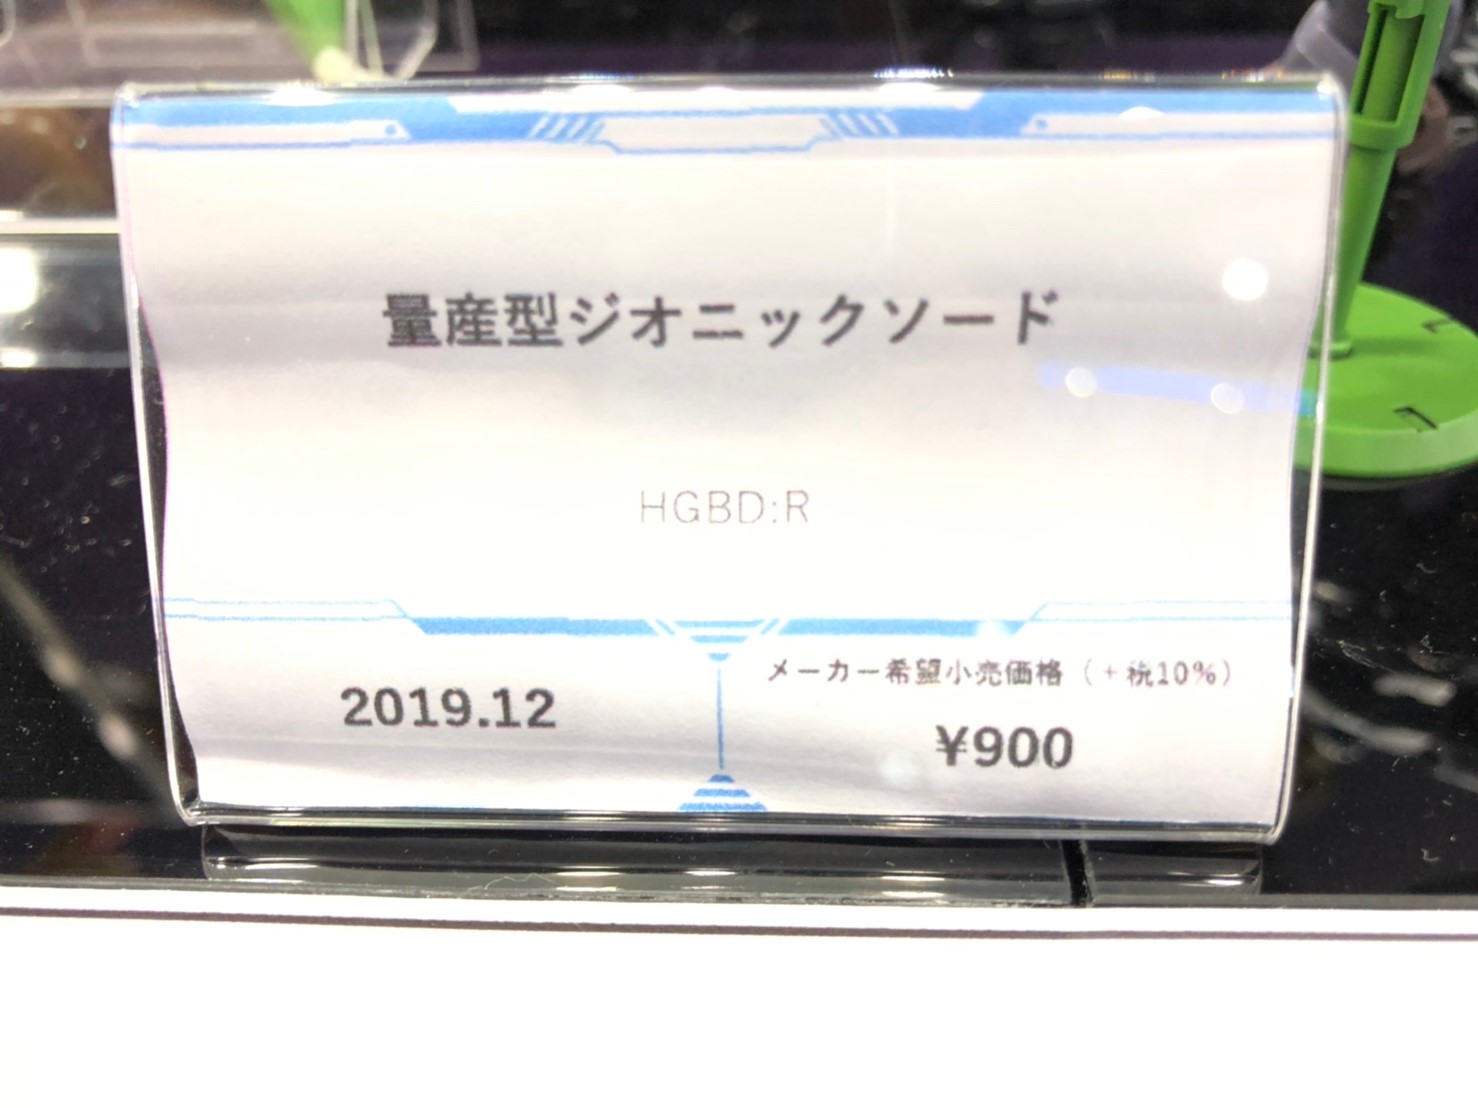 量産型ジオニックソード
HGBD:R
2019.12
メーカー希望小売価格（+税10%）
¥900